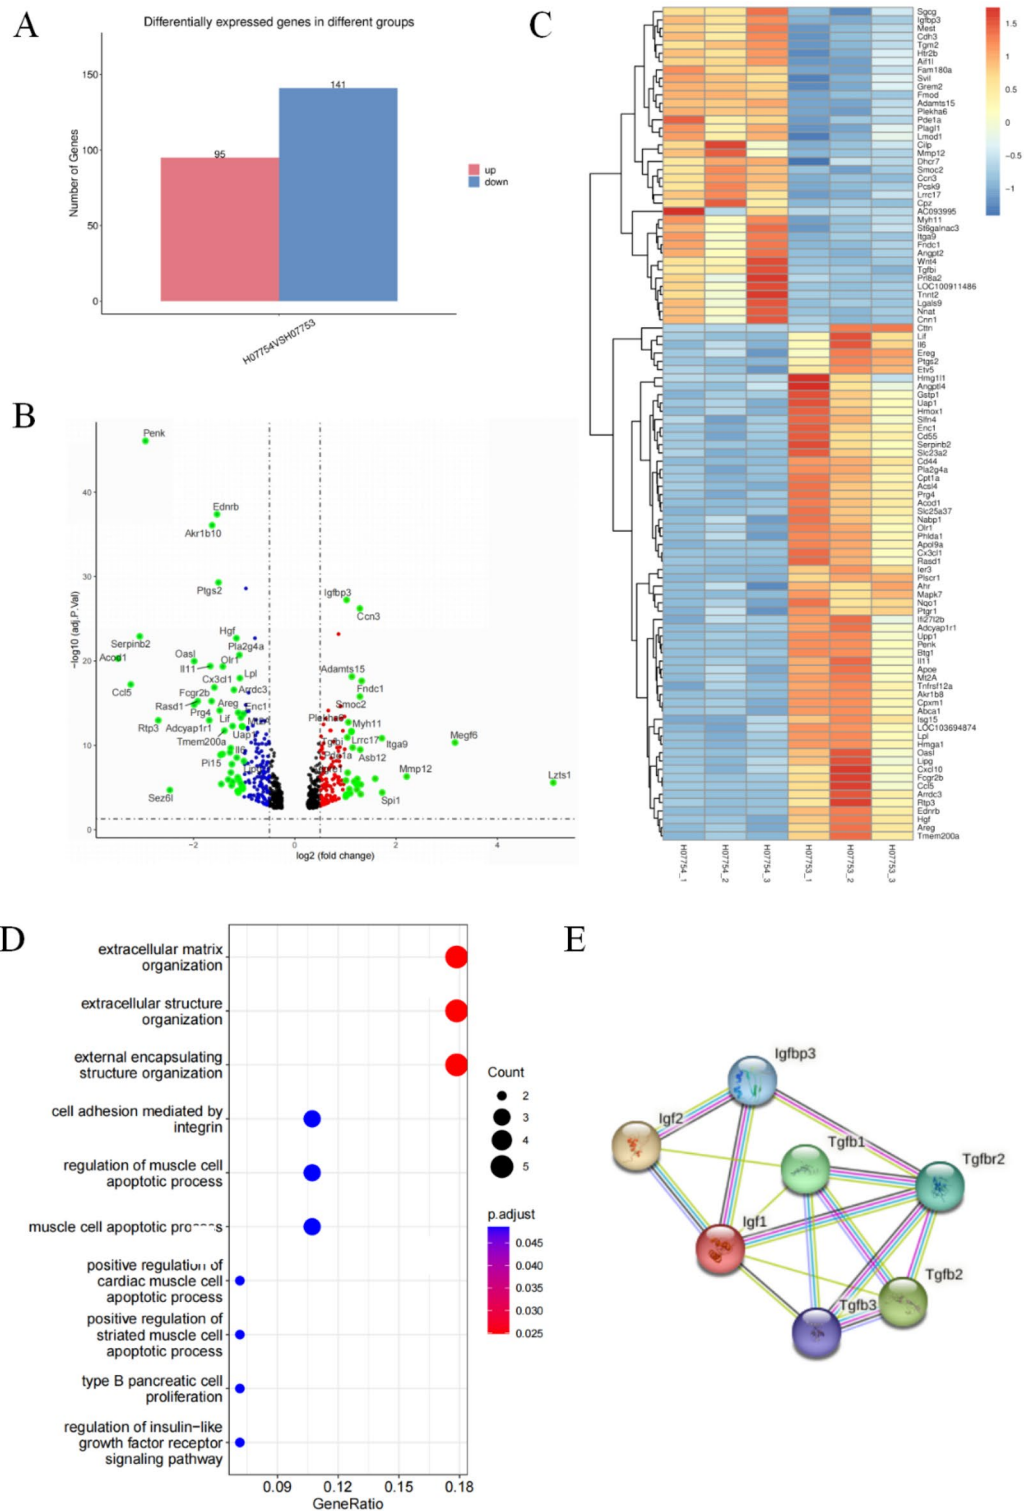 A
Differentially expressed genes in different groups
Number of Genes
150
100
50
0
95
141
up
down
H07754VSH07753
B
Penk
Ednrb
Akr1b10
Ptgs2
Igfbp3
Ccn3
Hgf
Serpinb2
Pla2g4a
Acod1
Oasl
Olr1
Il11
Lpl
Adamts15
Ccl5
Cx3cl1
Arrdc3
Fndc1
Fcgr2b
Rasd1
Areg
Enc1
Smoc2
Prg4
Lif
Myh11
Rtp3
Adcyap1r1
Uap1
Megf6
Tmem200a
Il6
Lrrc17
Itga9
Pi15
Asb12
Mmp12
Lzts1
Sez6l
Spi1
−log10 (adj.P.Val)
40
30
20
10
0
−2
0
2
4
log2 (fold change)
C
Sgcg
Igfbp3
Mest
Cdh3
Tgm2
Htr2b
Aif1l
Fam180a
Svil
Grem2
Fmod
Adamts15
Plekha6
Pde1a
Plagl1
Lmod1
Cilp
Mmp12
Dhcr7
Smoc2
Ccn3
Pcsk9
Lrrc17
Cpz
AC093995
Myh11
St6galnac3
Itga9
Fndc1
Angpt2
Wnt4
Tgfbi
Prl8a2
LOC100911486
Tnnt2
Lgals9
Nnat
Cnn1
Cttn
Lif
Il6
Ereg
Ptgs2
Etv5
Hmg1l1
Angptl4
Gstp1
Uap1
Hmox1
Slfn4
Enc1
Cd55
Serpinb2
Slc23a2
Cd44
Pla2g4a
Cpt1a
Acsl4
Prg4
Acod1
Slc25a37
Nabp1
Olr1
Phlda1
Apol9a
Cx3cl1
Rasd1
Ier3
Plscr1
Ahr
Mapk7
Nqo1
Ptgr1
Ifi27l2b
Adcyap1r1
Upp1
Penk
Btg1
Il11
Apoe
Mt2A
Tnfrsf12a
Akr1b8
Cpxm1
Abca1
Isg15
LOC103694874
Lpl
Hmga1
Oasl
Lipg
Cxcl10
Fcgr2b
Ccl5
Arrdc3
Rtp3
Ednrb
Hgf
Areg
Tmem200a
H07754_1
H07754_2
H07754_3
H07753_1
H07753_2
H07753_3
1.5
1
0.5
0
−0.5
−1
D
extracellular matrix
organization
extracellular structure
organization
external encapsulating
structure organization
cell adhesion mediated by
integrin
regulation of muscle cell
apoptotic process
muscle cell apoptotic process
positive regulation of
cardiac muscle cell
apoptotic process
positive regulation of
striated muscle cell
apoptotic process
type B pancreatic cell
proliferation
regulation of insulin−like
growth factor receptor
signaling pathway
0.09
0.12
0.15
0.18
GeneRatio
Count
2
3
4
5
p.adjust
0.045
0.040
0.035
0.030
0.025
E
Igfbp3
Igf2
Tgfb1
Tgfbr2
Igf1
Tgfb2
Tgfb3